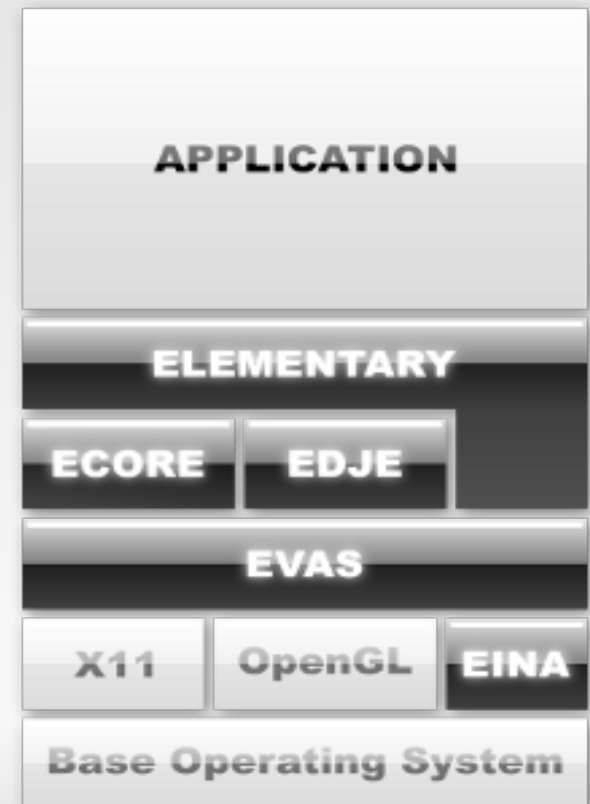 APPLICATION
ELEMENTARY
ECORE EDJE
EVAS
X11 OpenGL EINA
Base Operating System